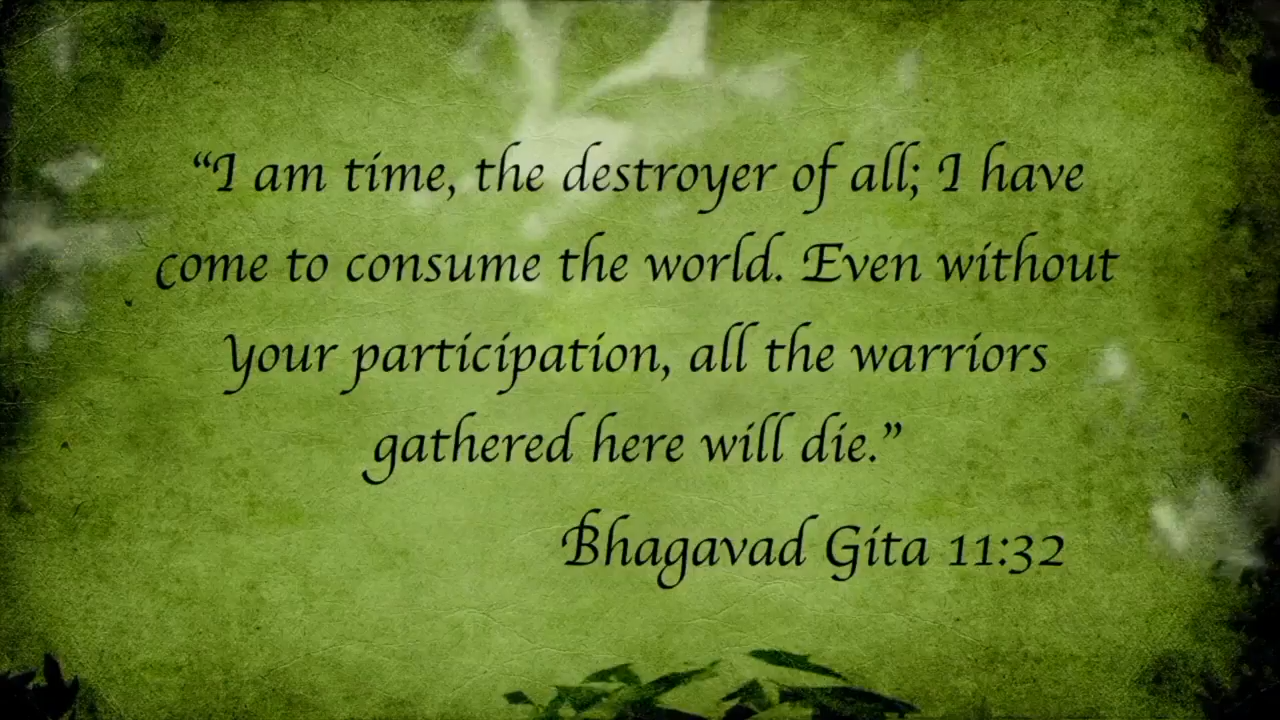 “I am time, the destroyer of all; I have
come to consume the world. Even without
your participation, all the warriors
gathered here will die.”
Bhagavad Gita 11:32